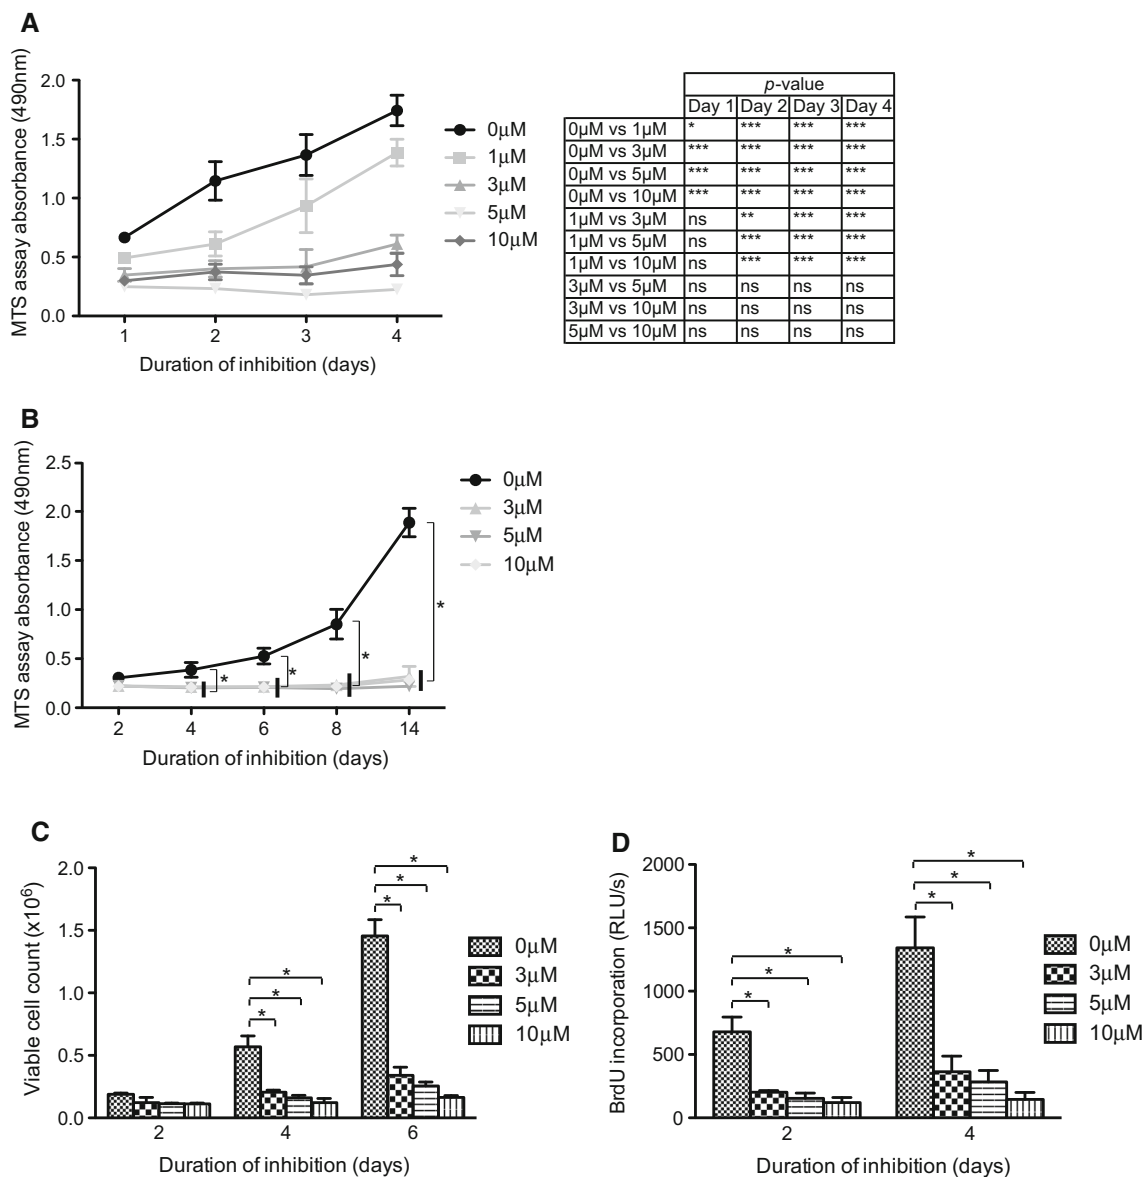 A
MTS assay absorbance (490nm)
2.0
1.5
1.0
0.5
0.0
1 2 3 4
Duration of inhibition (days)
0μM
1μM
3μM
5μM
10μM
p-value
Day 1 Day 2 Day 3 Day 4
0μM vs 1μM * *** *** ***
0μM vs 3μM *** *** *** ***
0μM vs 5μM *** *** *** ***
0μM vs 10μM *** *** *** ***
1μM vs 3μM ns ** *** ***
1μM vs 5μM ns *** *** ***
1μM vs 10μM ns *** *** ***
3μM vs 5μM ns ns ns ns
3μM vs 10μM ns ns ns ns
5μM vs 10μM ns ns ns ns
B
MTS assay absorbance (490nm)
2.5
2.0
1.5
1.0
0.5
0.0
2 4 6 8 14
Duration of inhibition (days)
* * * *
0μM
3μM
5μM
10μM
C
Viable cell count (x10⁶)
2.0
1.5
1.0
0.5
0.0
2 4 6
Duration of inhibition (days)
* * *
* * *
0μM
3μM
5μM
10μM
D
BrdU incorporation (RLU/s)
2000
1500
1000
500
0
2 4
Duration of inhibition (days)
* * *
* * *
0μM
3μM
5μM
10μM